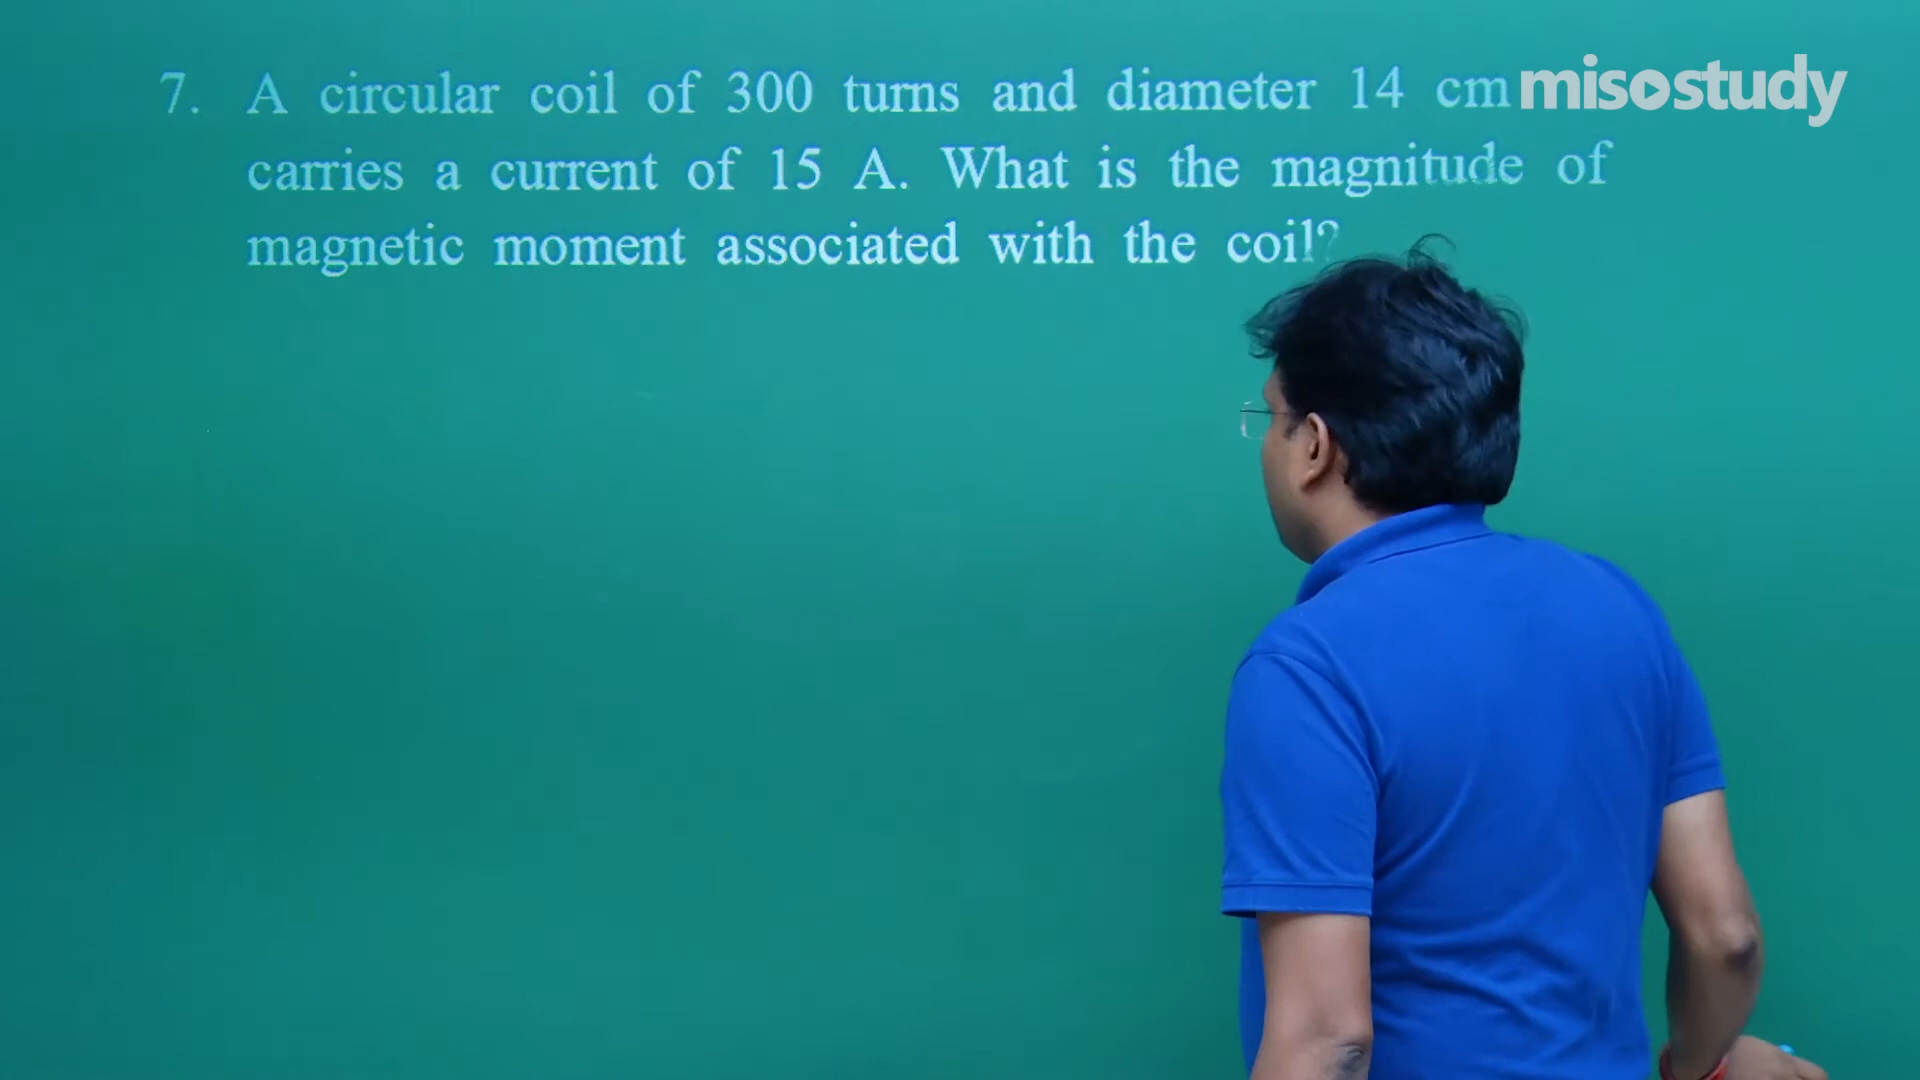 7. A circular coil of 300 turns and diameter 14 cm
carries a current of 15 A. What is the magnitude of
magnetic moment associated with the coil?
misostudy